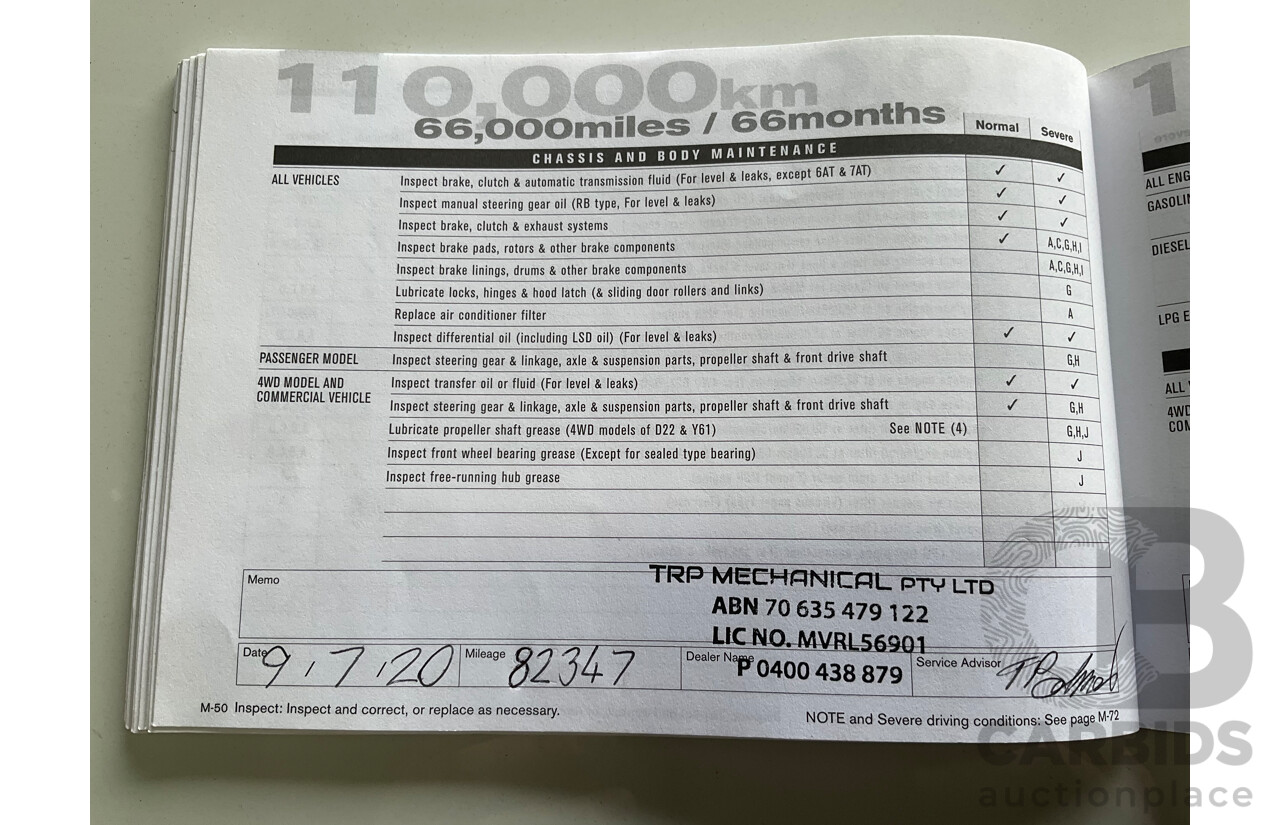 110,000km
66,000miles / 66months
Normal Severe
CHASSIS AND BODY MAINTENANCE
ALL VEHICLES Inspect brake, clutch & automatic transmission fluid (For level & leaks, except 6AT & 7AT) ✓ ✓
Inspect manual steering gear oil (RB type, For level & leaks) ✓ ✓
Inspect brake, clutch & exhaust systems ✓ ✓
Inspect brake pads, rotors & other brake components ✓ A,C,G,H,I
Inspect brake linings, drums & other brake components A,C,G,H,I
Lubricate locks, hinges & hood latch (& sliding door rollers and links) G
Replace air conditioner filter A
Inspect differential oil (including LSD oil) (For level & leaks) ✓ ✓
PASSENGER MODEL Inspect steering gear & linkage, axle & suspension parts, propeller shaft & front drive shaft G,H
4WD MODEL AND Inspect transfer oil or fluid (For level & leaks) ✓ ✓
COMMERCIAL VEHICLE Inspect steering gear & linkage, axle & suspension parts, propeller shaft & front drive shaft ✓ G,H
Lubricate propeller shaft grease (4WD models of D22 & Y61) See NOTE (4) G,H,J
Inspect front wheel bearing grease (Except for sealed type bearing) J
Inspect free-running hub grease J
Memo
TRP MECHANICAL PTY LTD
ABN 70 635 479 122
LIC NO. MVRL56901
Date 9.7.20 Mileage 82347 Dealer Name P 0400 438 879 Service Advisor
M-50 Inspect: Inspect and correct, or replace as necessary.
NOTE and Severe driving conditions: See page M-72
1
ALL ENG
GASOLIN
DIESEL
LPG E
ALL
4WD
COM
CARBIDS
auctionplace